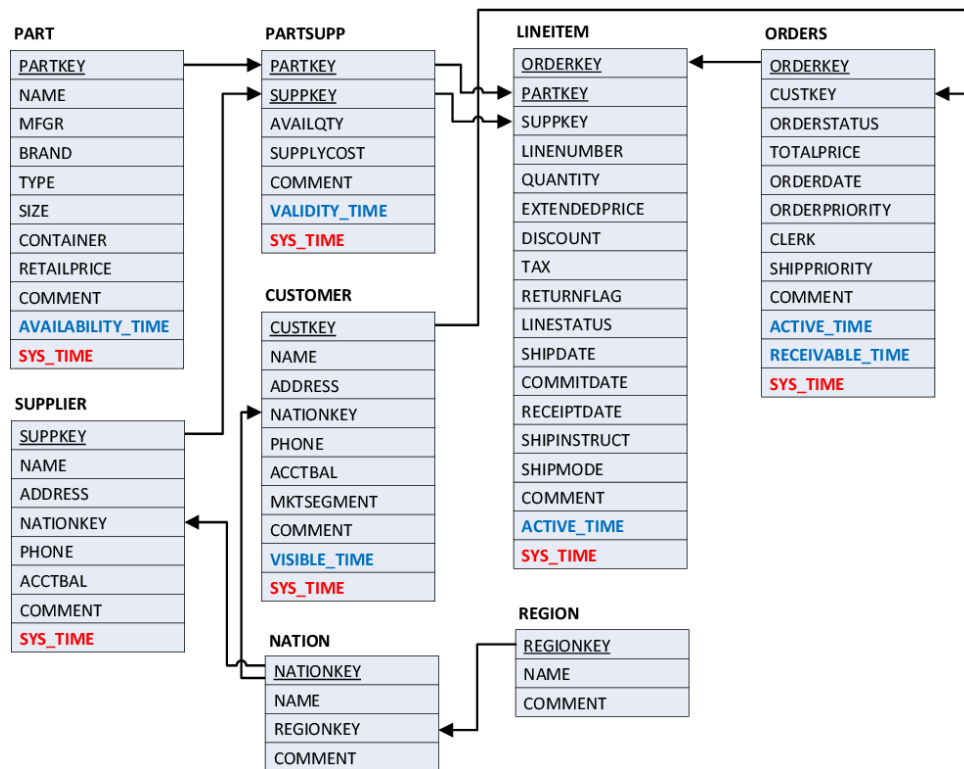 PART
PARTKEY
NAME
MFGR
BRAND
TYPE
SIZE
CONTAINER
RETAILPRICE
COMMENT
AVAILABILITY_TIME
SYS_TIME
SUPPLIER
SUPPKEY
NAME
ADDRESS
NATIONKEY
PHONE
ACCTBAL
COMMENT
SYS_TIME
PARTSUPP
PARTKEY
SUPPKEY
AVAILQTY
SUPPLYCOST
COMMENT
VALIDITY_TIME
SYS_TIME
CUSTOMER
CUSTKEY
NAME
ADDRESS
NATIONKEY
PHONE
ACCTBAL
MKTSEGMENT
COMMENT
VISIBLE_TIME
SYS_TIME
NATION
NATIONKEY
NAME
REGIONKEY
COMMENT
LINEITEM
ORDERKEY
PARTKEY
SUPPKEY
LINENUMBER
QUANTITY
EXTENDEDPRICE
DISCOUNT
TAX
RETURNFLAG
LINESTATUS
SHIPDATE
COMMITDATE
RECEIPTDATE
SHIPINSTRUCT
SHIPMODE
COMMENT
ACTIVE_TIME
SYS_TIME
REGION
REGIONKEY
NAME
COMMENT
ORDERS
ORDERKEY
CUSTKEY
ORDERSTATUS
TOTALPRICE
ORDERDATE
ORDERPRIORITY
CLERK
SHIPPRIORITY
COMMENT
ACTIVE_TIME
RECEIVABLE_TIME
SYS_TIME